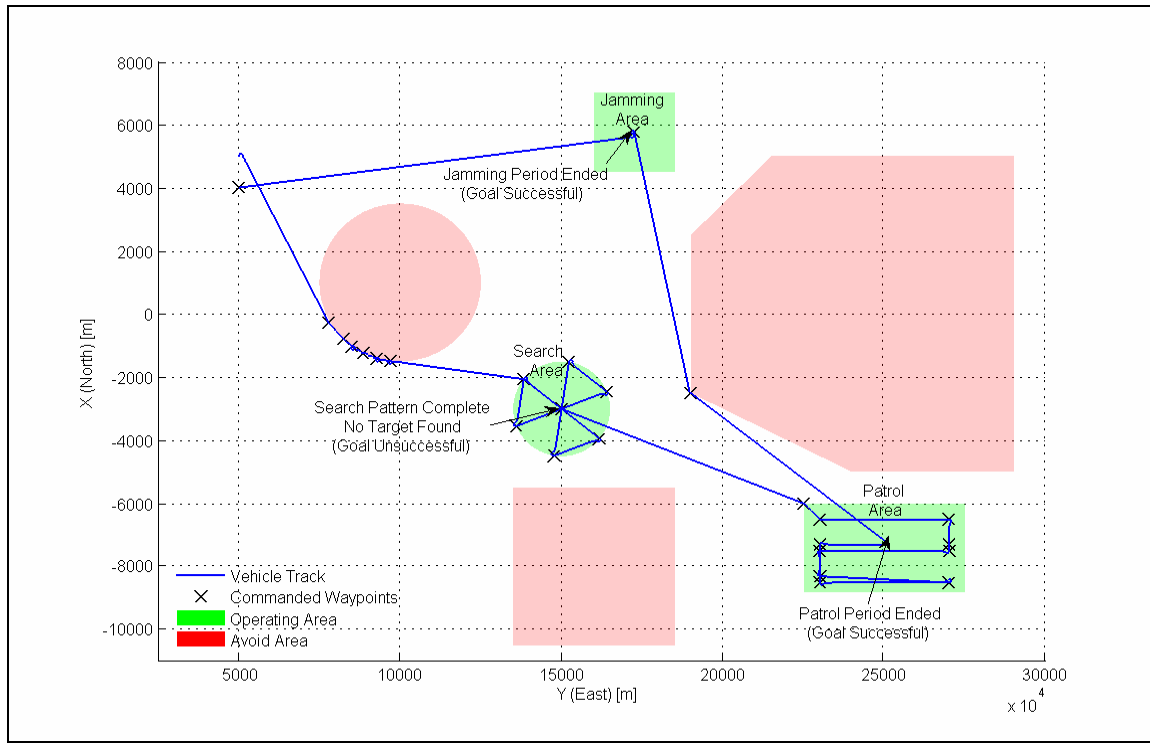 8000
6000
4000
2000
0
-2000
-4000
-6000
-8000
-10000
X (North) [m]
Jamming
Area
Jamming Period Ended
(Goal Successful)
Search
Area
Search Pattern Complete
No Target Found
(Goal Unsuccessful)
Patrol
Area
Patrol Period Ended
(Goal Successful)
Vehicle Track
Commanded Waypoints
Operating Area
Avoid Area
5000 10000 15000 20000 25000 30000
Y (East) [m]
x 10^4